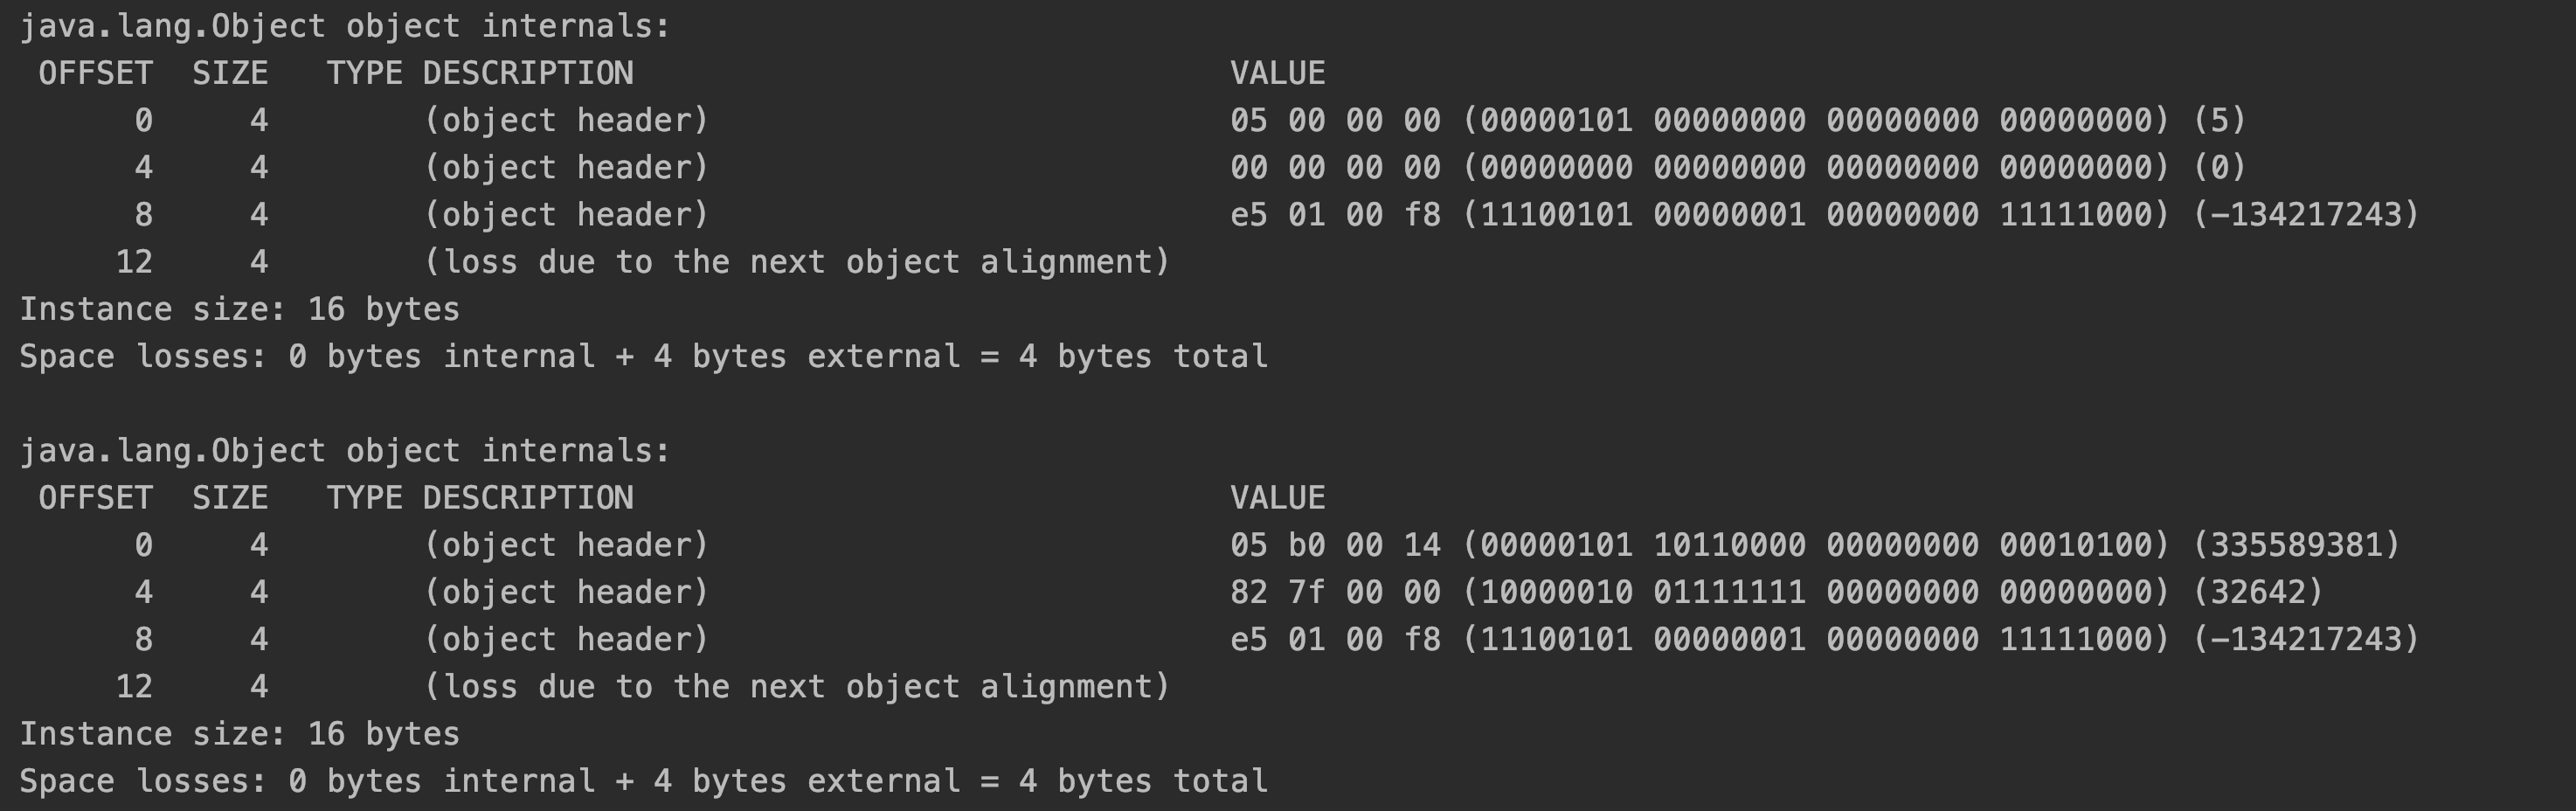 java.lang.Object object internals:
 OFFSET  SIZE   TYPE DESCRIPTION                               VALUE
      0     4        (object header)                           05 00 00 00 (00000101 00000000 00000000 00000000) (5)
      4     4        (object header)                           00 00 00 00 (00000000 00000000 00000000 00000000) (0)
      8     4        (object header)                           e5 01 00 f8 (11100101 00000001 00000000 11111000) (-134217243)
     12     4        (loss due to the next object alignment)
Instance size: 16 bytes
Space losses: 0 bytes internal + 4 bytes external = 4 bytes total

java.lang.Object object internals:
 OFFSET  SIZE   TYPE DESCRIPTION                               VALUE
      0     4        (object header)                           05 b0 00 14 (00000101 10110000 00000000 00010100) (335589381)
      4     4        (object header)                           82 7f 00 00 (10000010 01111111 00000000 00000000) (32642)
      8     4        (object header)                           e5 01 00 f8 (11100101 00000001 00000000 11111000) (-134217243)
     12     4        (loss due to the next object alignment)
Instance size: 16 bytes
Space losses: 0 bytes internal + 4 bytes external = 4 bytes total